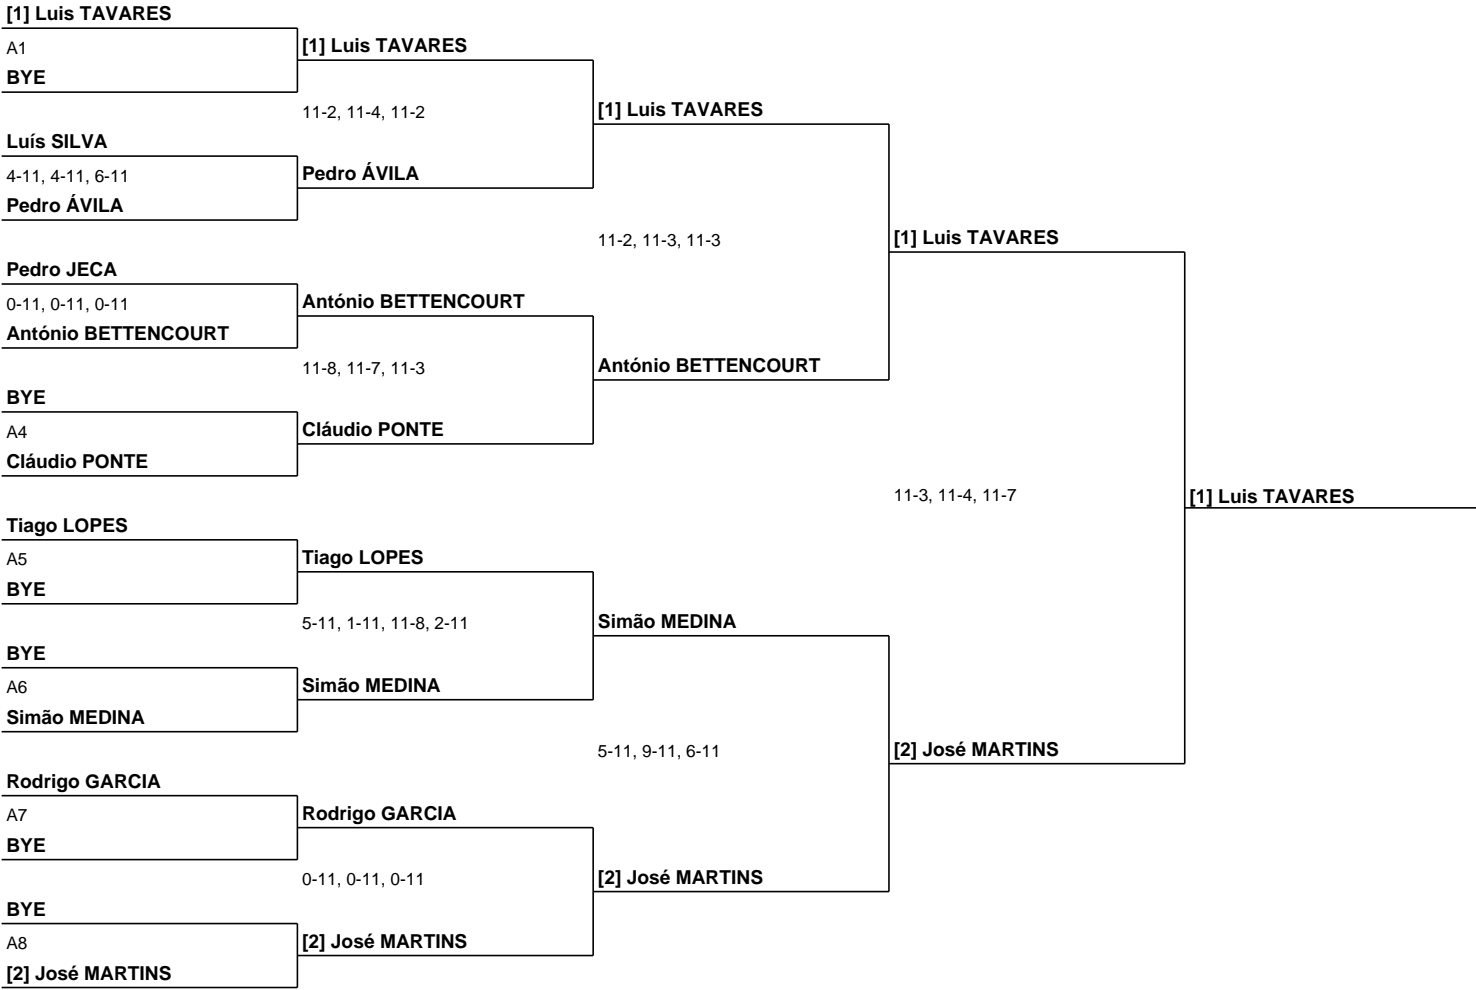 [1] Luis TAVARES
A1
BYE
Luís SILVA
4-11, 4-11, 6-11
Pedro ÁVILA
Pedro JECA
0-11, 0-11, 0-11
António BETTENCOURT
BYE
A4
Cláudio PONTE
Tiago LOPES
A5
BYE
BYE
A6
Simão MEDINA
Rodrigo GARCIA
A7
BYE
BYE
A8
[2] José MARTINS
[1] Luis TAVARES
11-2, 11-4, 11-2
Pedro ÁVILA
António BETTENCOURT
11-8, 11-7, 11-3
Cláudio PONTE
Tiago LOPES
5-11, 1-11, 11-8, 2-11
Simão MEDINA
Rodrigo GARCIA
0-11, 0-11, 0-11
[2] José MARTINS
[1] Luis TAVARES
11-2, 11-3, 11-3
António BETTENCOURT
Simão MEDINA
5-11, 9-11, 6-11
[2] José MARTINS
[1] Luis TAVARES
11-3, 11-4, 11-7
[2] José MARTINS
[1] Luis TAVARES